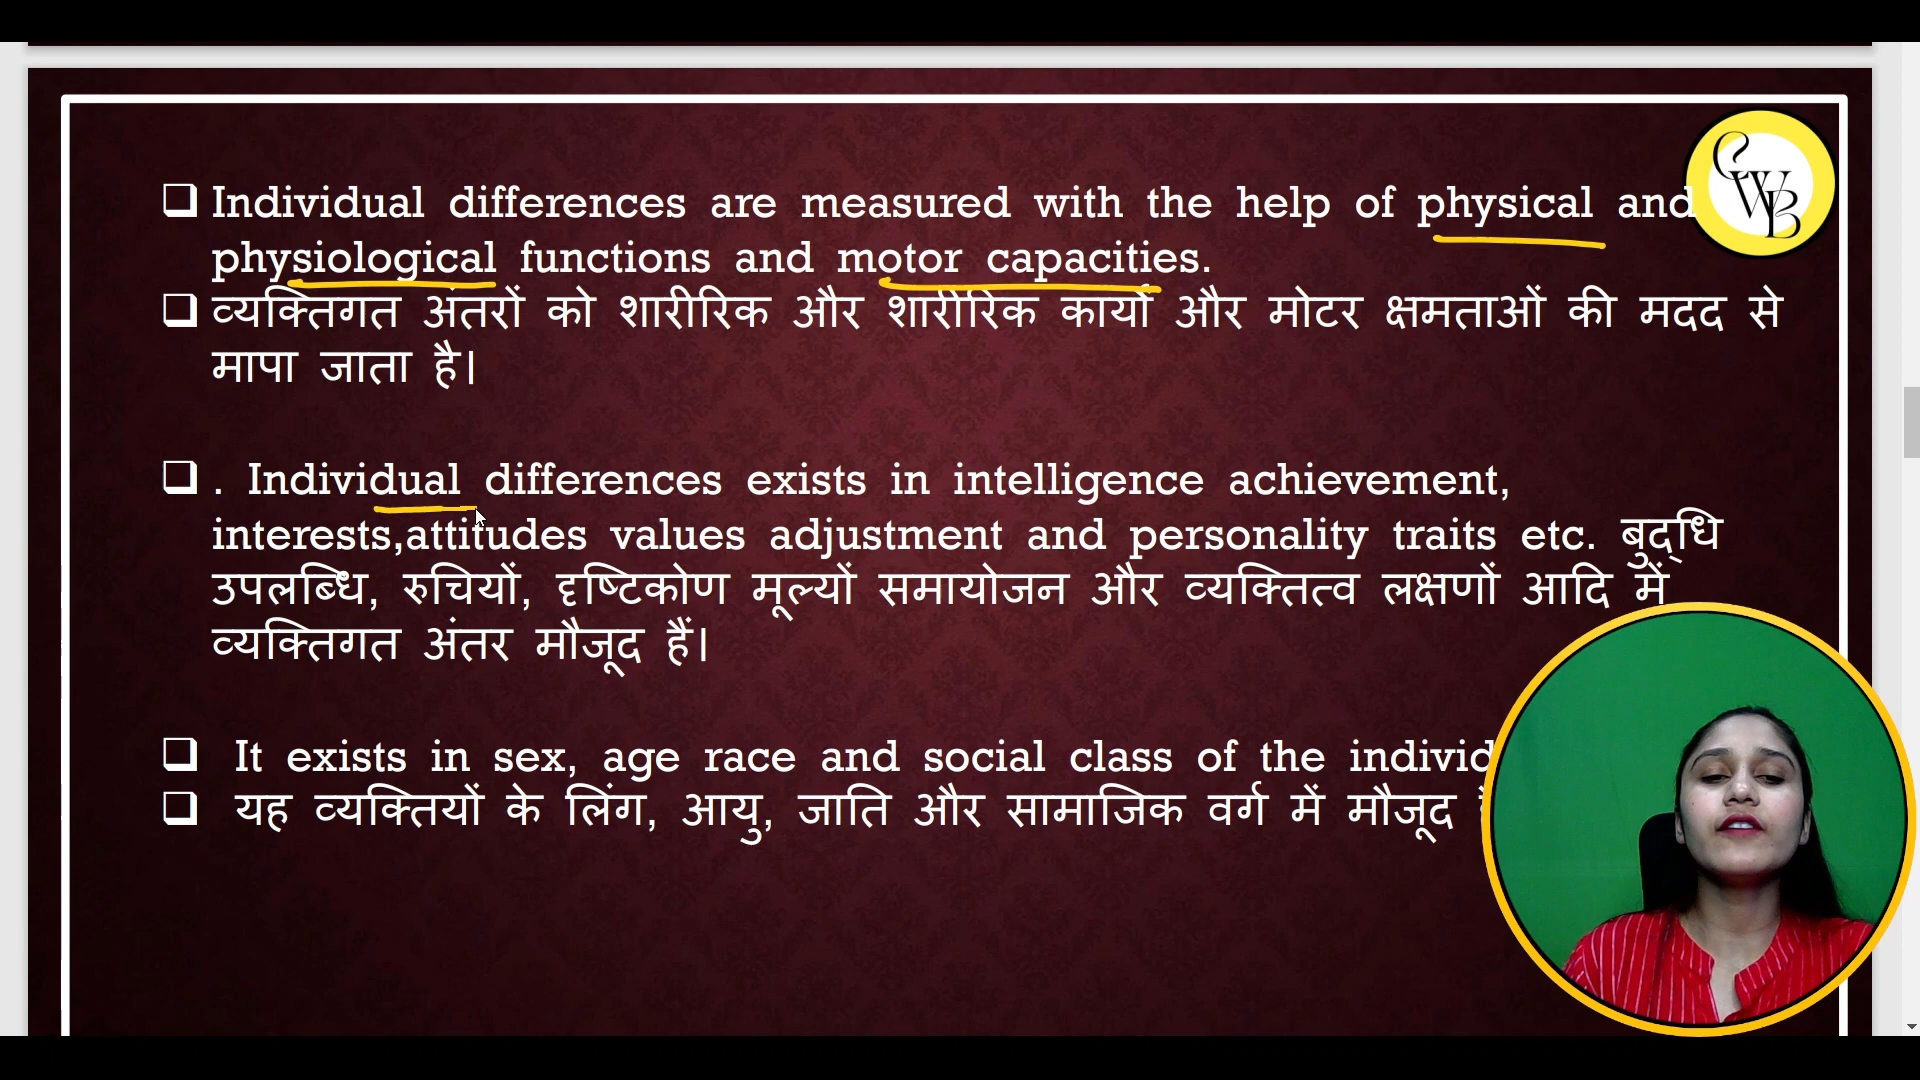 Individual differences are measured with the help of physical and
physiological functions and motor capacities.
व्यक्तिगत अंतरों को शारीरिक और शारीरिक कार्यों और मोटर क्षमताओं की मदद से
मापा जाता है।
. Individual differences exists in intelligence achievement,
interests,attitudes values adjustment and personality traits etc. बुद्धि
उपलब्धि, रुचियों, दृष्टिकोण मूल्यों समायोजन और व्यक्तित्व लक्षणों आदि में
व्यक्तिगत अंतर मौजूद हैं।
It exists in sex, age race and social class of the
यह व्यक्तियों के लिंग, आयु, जाति और सामाजिक वर्ग में मौजूद
CWB